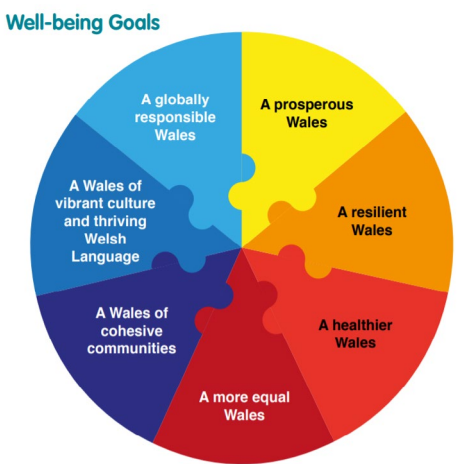 Well-being Goals
A prosperous
Wales
A resilient
Wales
A healthier
Wales
A more equal
Wales
A Wales of
cohesive
communities
A Wales of
vibrant culture
and thriving
Welsh
Language
A globally
responsible
Wales